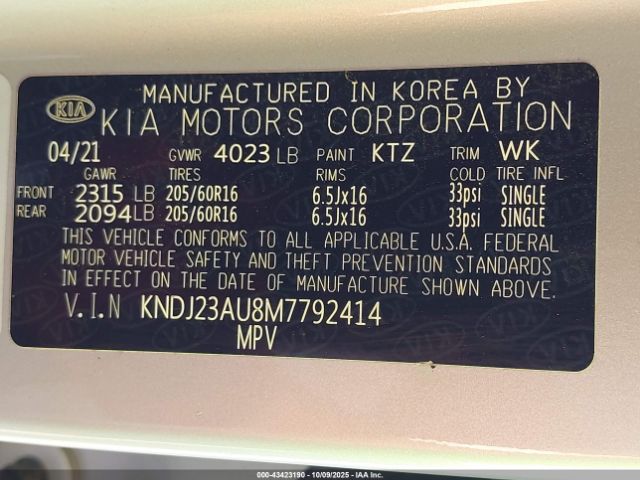 KIA
MANUFACTURED IN KOREA BY
KIA MOTORS CORPORATION
04/21 GVWR 4023 LB PAINT KTZ TRIM WK
GAWR TIRES RIMS COLD TIRE INFL
FRONT 2315 LB 205/60R16 6.5Jx16 33psi SINGLE
REAR 2094 LB 205/60R16 6.5Jx16 33psi SINGLE
THIS VEHICLE CONFORMS TO ALL APPLICABLE U.S.A. FEDERAL
MOTOR VEHICLE SAFETY AND THEFT PREVENTION STANDARDS
IN EFFECT ON THE DATE OF MANUFACTURE SHOWN ABOVE
V.I.N KNDJ23AU8M7792414
MPV
000-43423190 - 10/09/2025 - IAA Inc.